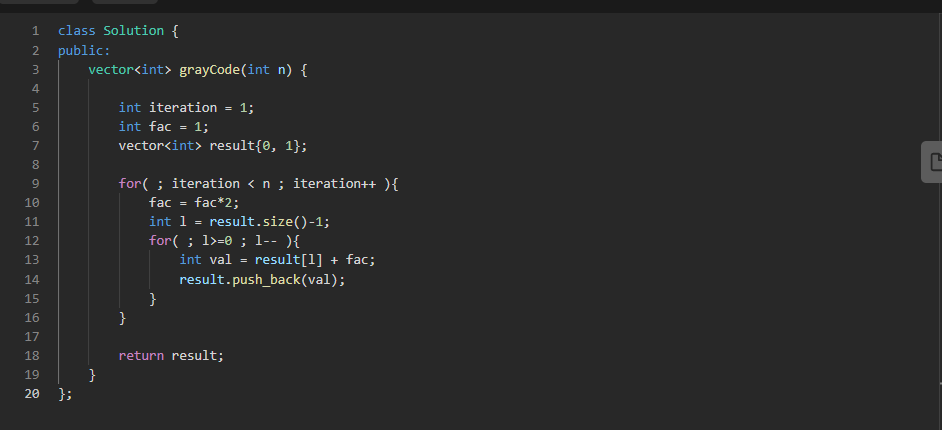 1 class Solution {
2 public:
3 vector<int> grayCode(int n) {
4
5 int iteration = 1;
6 int fac = 1;
7 vector<int> result{0, 1};
8
9 for( ; iteration < n ; iteration++ ){
10 fac = fac*2;
11 int l = result.size()-1;
12 for( ; l>=0 ; l-- ){
13 int val = result[l] + fac;
14 result.push_back(val);
15 }
16 }
17
18 return result;
19 }
20 };